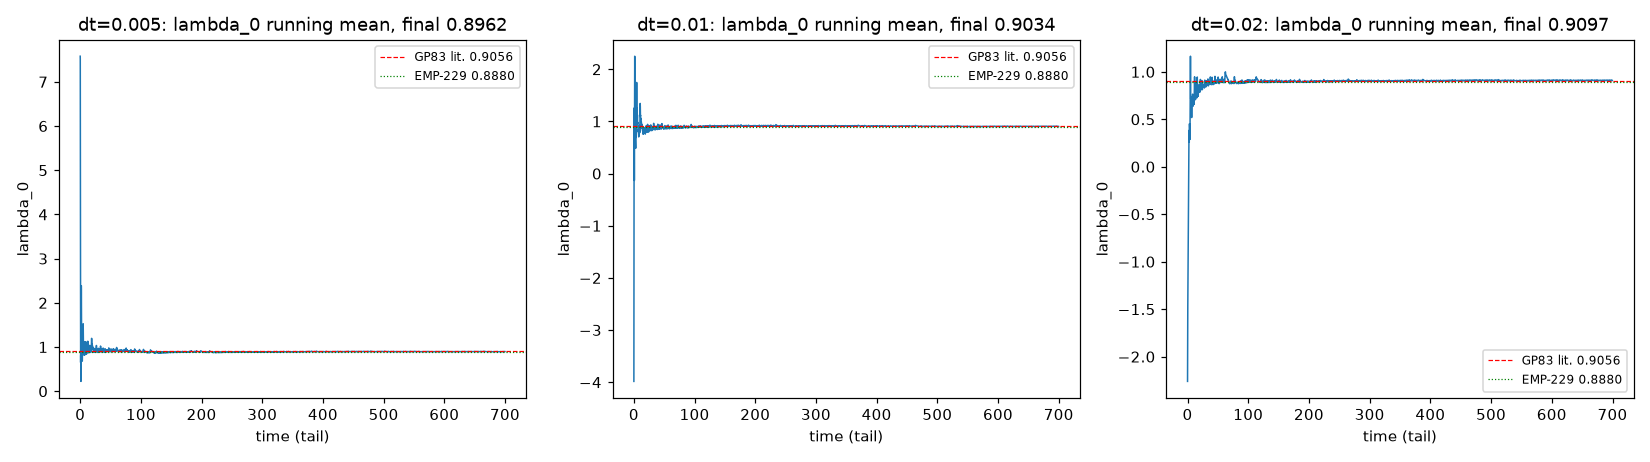 dt=0.005: lambda_0 running mean, final 0.8962
GP83 lit. 0.9056
EMP-229 0.8880
7
6
5
4
3
2
1
0
lambda_0
0 100 200 300 400 500 600 700
time (tail)
dt=0.01: lambda_0 running mean, final 0.9034
GP83 lit. 0.9056
EMP-229 0.8880
2
1
0
−1
−2
−3
−4
lambda_0
0 100 200 300 400 500 600 700
time (tail)
dt=0.02: lambda_0 running mean, final 0.9097
1.0
0.5
0.0
−0.5
−1.0
−1.5
−2.0
lambda_0
GP83 lit. 0.9056
EMP-229 0.8880
0 100 200 300 400 500 600 700
time (tail)